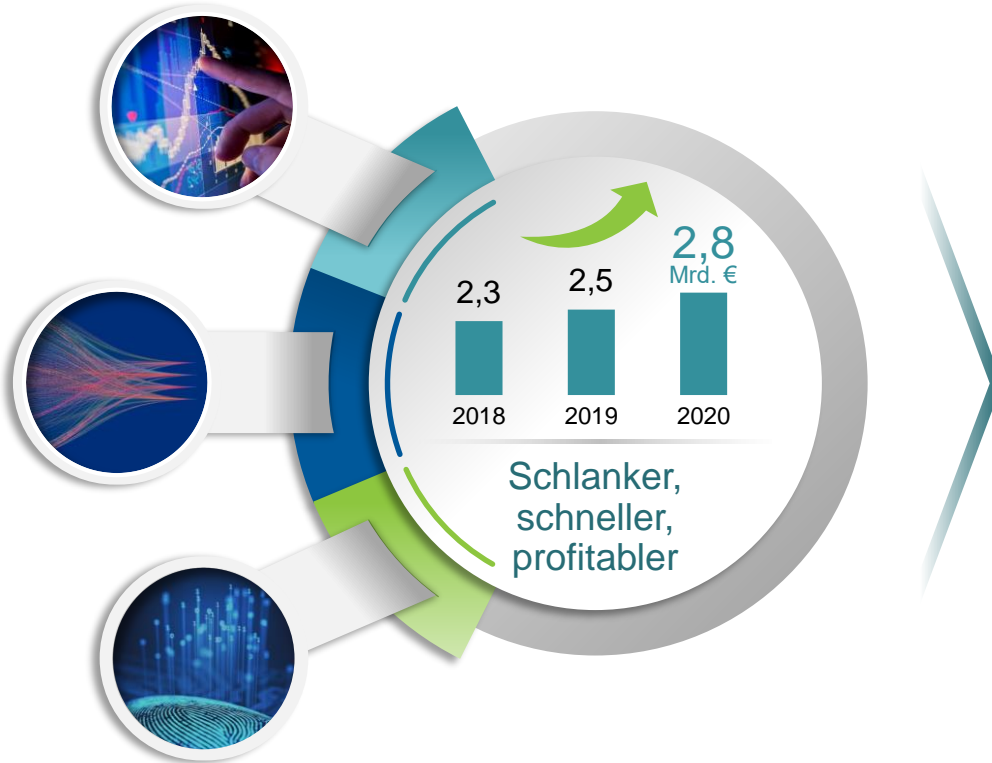 2,3
2,5
2,8
Mrd. €
2018
2019
2020
Schlanker,
schneller,
profitabler